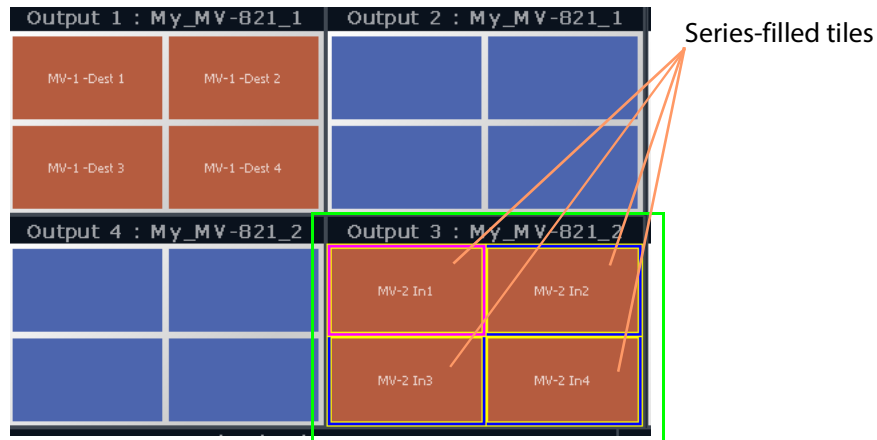 Output 1 : My_MV-821_1
Output 2 : My_MV-821_1
Series-filled tiles
MV-1 -Dest 1
MV-1 -Dest 2
MV-1 -Dest 3
MV-1 -Dest 4
Output 4 : My_MV-821_2
Output 3 : My_MV-821_2
MV-2 In1
MV-2 In2
MV-2 In3
MV-2 In4